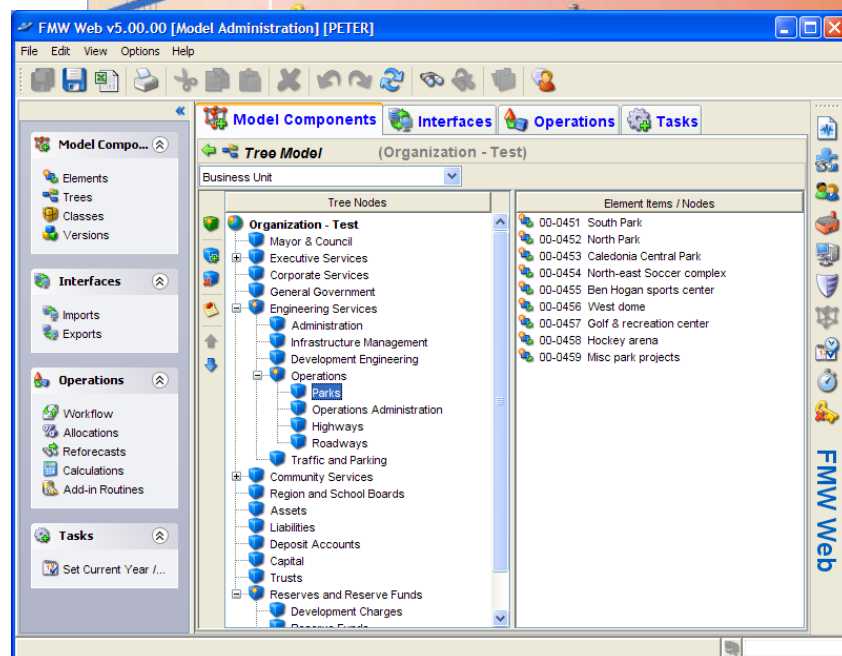 FMW Web v5.00.00 [Model Administration] [PETER]
File Edit View Options Help
Model Compo...
Elements
Trees
Classes
Versions
Interfaces
Imports
Exports
Operations
Workflow
Allocations
Reforecasts
Calculations
Add-in Routines
Tasks
Set Current Year /...
Model Components Interfaces Operations Tasks
Tree Model (Organization - Test)
Business Unit
Tree Nodes
Organization - Test
Mayor & Council
Executive Services
Corporate Services
General Government
Engineering Services
Administration
Infrastructure Management
Development Engineering
Operations
Parks
Operations Administration
Highways
Roadways
Traffic and Parking
Community Services
Region and School Boards
Assets
Liabilities
Deposit Accounts
Capital
Trusts
Reserves and Reserve Funds
Development Charges
Reserve Funds
Element Items / Nodes
00-0451 South Park
00-0452 North Park
00-0453 Caledonia Central Park
00-0454 North-east Soccer complex
00-0455 Ben Hogan sports center
00-0456 West dome
00-0457 Golf & recreation center
00-0458 Hockey arena
00-0459 Misc park projects
FMW Web